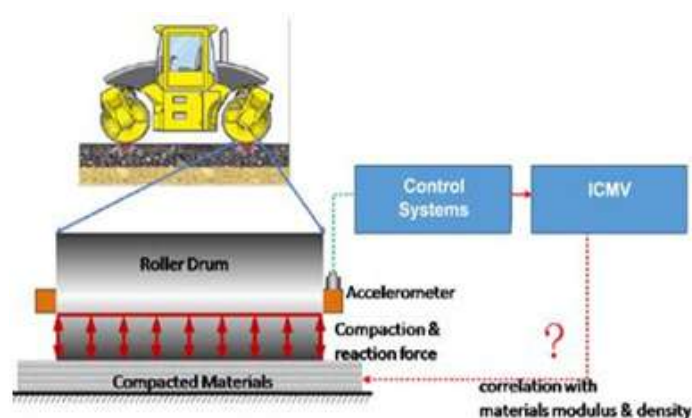 Control
Systems
ICMV
Roller Drum
Accelerometer
Compaction &
reaction force
?
Compacted Materials
correlation with
materials modulus & density